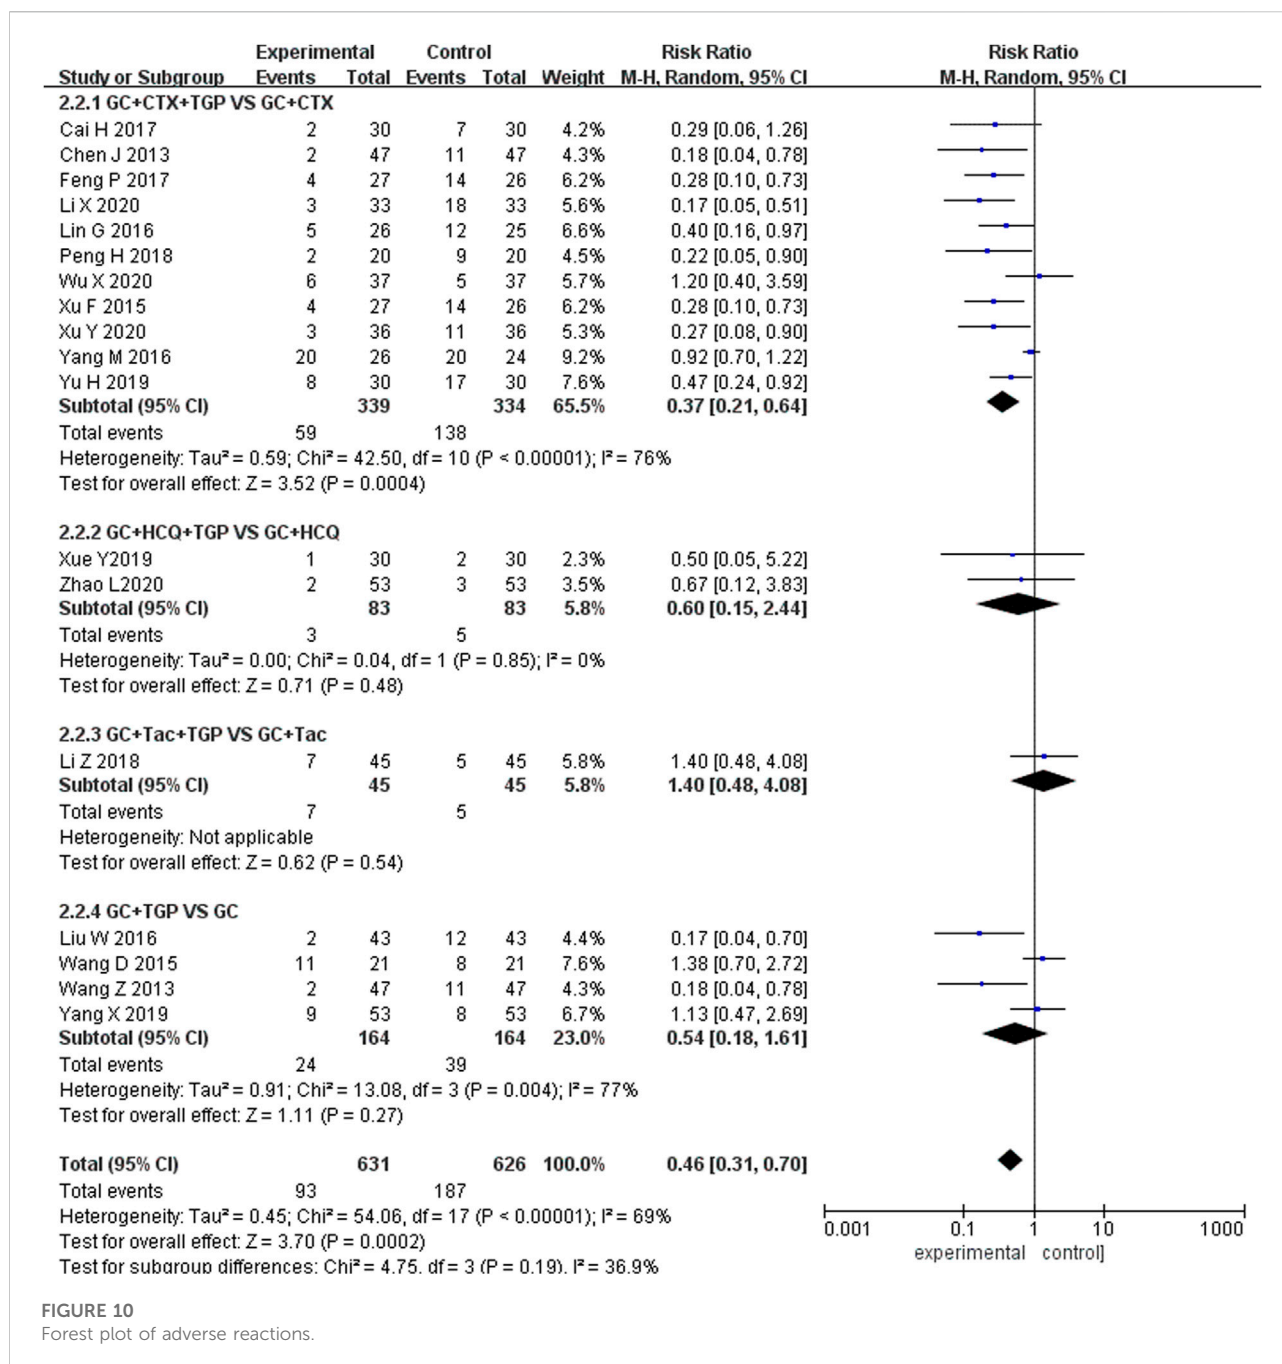 Experimental Control Risk Ratio Risk Ratio
Study or Subgroup Events Total Events Total Weight M-H, Random, 95% CI M-H, Random, 95% CI
2.2.1 GC+CTX+TGP VS GC+CTX
Cai H 2017 2 30 7 30 4.2% 0.29 [0.06, 1.26]
Chen J 2013 2 47 11 47 4.3% 0.18 [0.04, 0.78]
Feng P 2017 4 27 14 26 6.2% 0.28 [0.10, 0.73]
Li X 2020 3 33 18 33 5.6% 0.17 [0.05, 0.51]
Lin G 2016 5 26 12 25 6.6% 0.40 [0.16, 0.97]
Peng H 2018 2 20 9 20 4.5% 0.22 [0.05, 0.90]
Wu X 2020 6 37 5 37 5.7% 1.20 [0.40, 3.59]
Xu F 2015 4 27 14 26 6.2% 0.28 [0.10, 0.73]
Xu Y 2020 3 36 11 36 5.3% 0.27 [0.08, 0.90]
Yang M 2016 20 26 20 24 9.2% 0.92 [0.70, 1.22]
Yu H 2019 8 30 17 30 7.6% 0.47 [0.24, 0.92]
Subtotal (95% CI) 339 334 65.5% 0.37 [0.21, 0.64]
Total events 59 138
Heterogeneity: Tau² = 0.59; Chi² = 42.50, df = 10 (P < 0.00001); I² = 76%
Test for overall effect: Z = 3.52 (P = 0.0004)
2.2.2 GC+HCQ+TGP VS GC+HCQ
Xue Y2019 1 30 2 30 2.3% 0.50 [0.05, 5.22]
Zhao L2020 2 53 3 53 3.5% 0.67 [0.12, 3.83]
Subtotal (95% CI) 83 83 5.8% 0.60 [0.15, 2.44]
Total events 3 5
Heterogeneity: Tau² = 0.00; Chi² = 0.04, df = 1 (P = 0.85); I² = 0%
Test for overall effect: Z = 0.71 (P = 0.48)
2.2.3 GC+Tac+TGP VS GC+Tac
Li Z 2018 7 45 5 45 5.8% 1.40 [0.48, 4.08]
Subtotal (95% CI) 45 45 5.8% 1.40 [0.48, 4.08]
Total events 7 5
Heterogeneity: Not applicable
Test for overall effect: Z = 0.62 (P = 0.54)
2.2.4 GC+TGP VS GC
Liu W 2016 2 43 12 43 4.4% 0.17 [0.04, 0.70]
Wang D 2015 11 21 8 21 7.6% 1.38 [0.70, 2.72]
Wang Z 2013 2 47 11 47 4.3% 0.18 [0.04, 0.78]
Yang X 2019 9 53 8 53 6.7% 1.13 [0.47, 2.69]
Subtotal (95% CI) 164 164 23.0% 0.54 [0.18, 1.61]
Total events 24 39
Heterogeneity: Tau² = 0.91; Chi² = 13.08, df = 3 (P = 0.004); I² = 77%
Test for overall effect: Z = 1.11 (P = 0.27)
Total (95% CI) 631 626 100.0% 0.46 [0.31, 0.70]
Total events 93 187
Heterogeneity: Tau² = 0.45; Chi² = 54.06, df = 17 (P < 0.00001); I² = 69%
Test for overall effect: Z = 3.70 (P = 0.0002)
Test for subgroup differences: Chi² = 4.75. df = 3 (P = 0.19). I² = 36.9%
0.001 0.1 1 10 1000
experimental control]
FIGURE 10
Forest plot of adverse reactions.